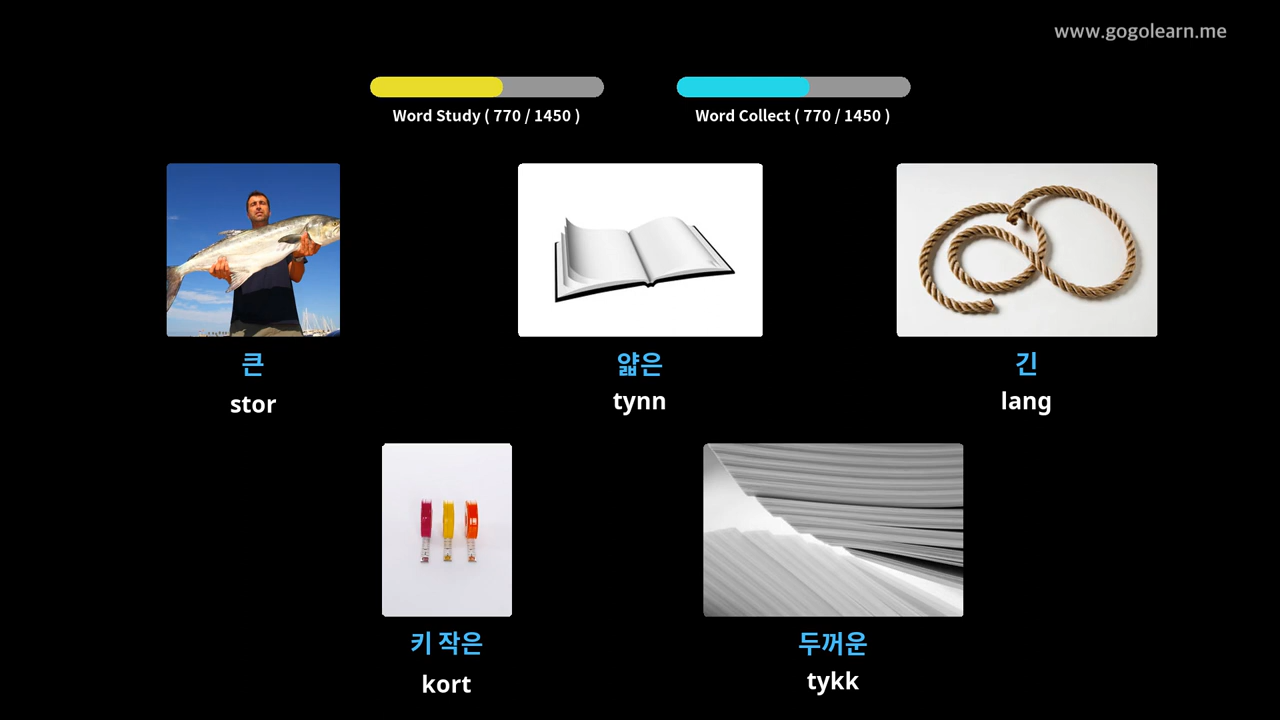 www.gogolearn.me
Word Study ( 770 / 1450 )
Word Collect ( 770 / 1450 )
큰
stor
얇은
tynn
긴
lang
키 작은
kort
두꺼운
tykk